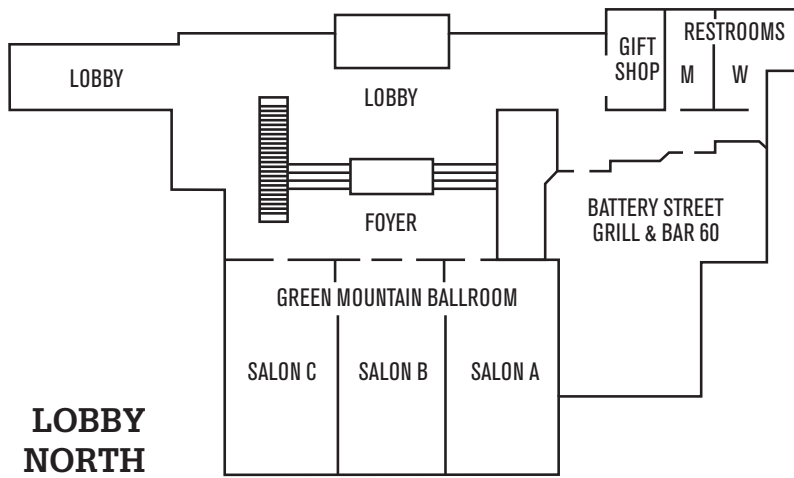 RESTROOMS
GIFT
SHOP
M
W
LOBBY
LOBBY
BATTERY STREET
GRILL & BAR 60
FOYER
GREEN MOUNTAIN BALLROOM
SALON C
SALON B
SALON A
LOBBY
NORTH